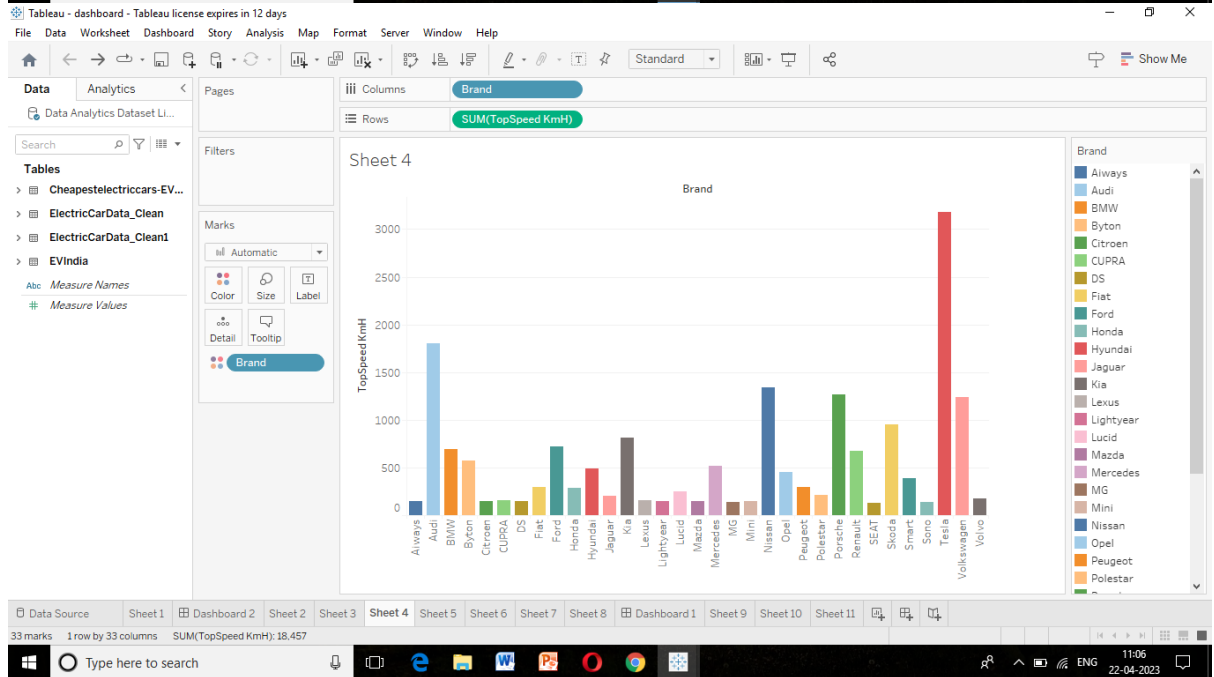 Tableau - dashboard - Tableau license expires in 12 days
File Data Worksheet Dashboard Story Analysis Map Format Server Window Help
Standard
Show Me
Data Analytics
Data Analytics Dataset Li...
Search
Tables
Cheapestelectriccars-EV...
ElectricCarData_Clean
ElectricCarData_Clean1
EVIndia
Abc Measure Names
# Measure Values
Pages
Filters
Marks
Automatic
Color Size Label
Detail Tooltip
Brand
Columns Brand
Rows SUM(TopSpeed KmH)
Sheet 4
Brand
TopSpeed KmH
3000
2500
2000
1500
1000
500
0
Aiways
Audi
BMW
Byton
Citroen
CUPRA
DS
Fiat
Ford
Honda
Hyundai
Jaguar
Kia
Lexus
Lightyear
Lucid
Mazda
Mercedes
MG
Mini
Nissan
Opel
Peugeot
Polestar
Porsche
Renault
SEAT
Skoda
Smart
Sono
Tesla
Volkswagen
Volvo
Brand
Aiways
Audi
BMW
Byton
Citroen
CUPRA
DS
Fiat
Ford
Honda
Hyundai
Jaguar
Kia
Lexus
Lightyear
Lucid
Mazda
Mercedes
MG
Mini
Nissan
Opel
Peugeot
Polestar
Data Source Sheet 1 Dashboard 2 Sheet 2 Sheet 3 Sheet 4 Sheet 5 Sheet 6 Sheet 7 Sheet 8 Dashboard 1 Sheet 9 Sheet 10 Sheet 11
33 marks 1 row by 33 columns SUM(TopSpeed KmH): 18,457
Type here to search
ENG
11:06
22-04-2023